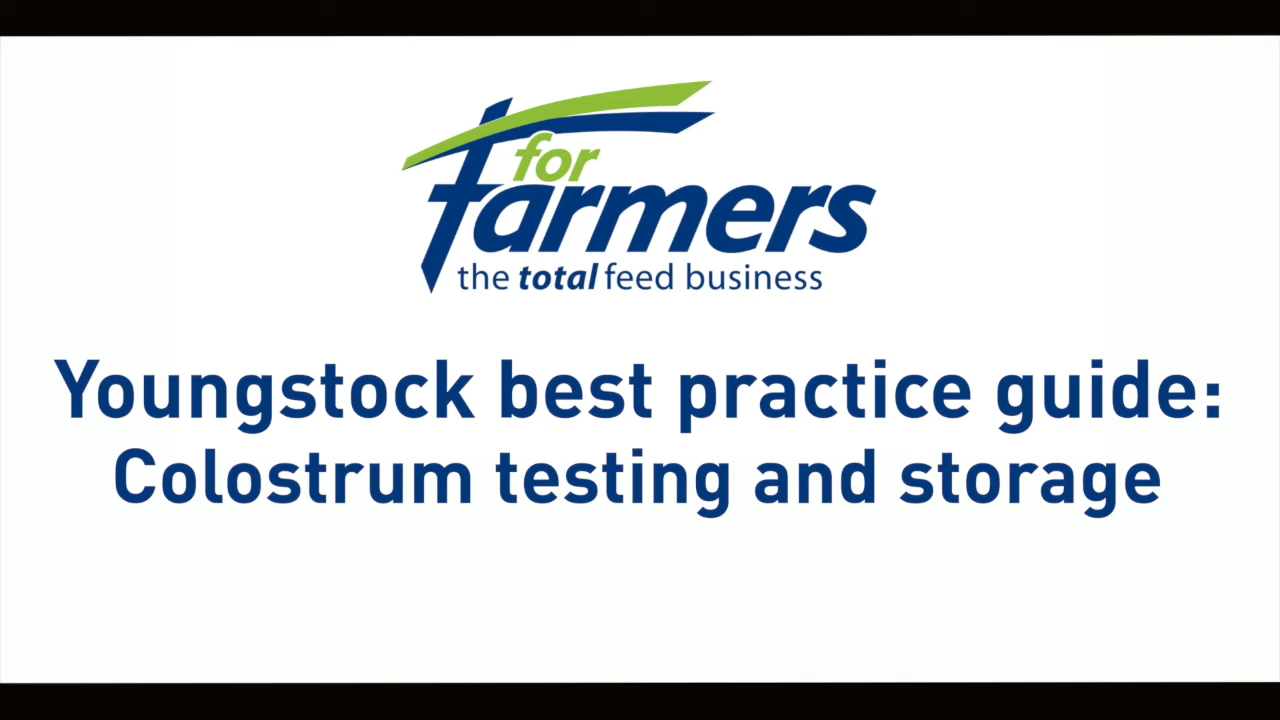 for
farmers
the total feed business
Youngstock best practice guide:
Colostrum testing and storage